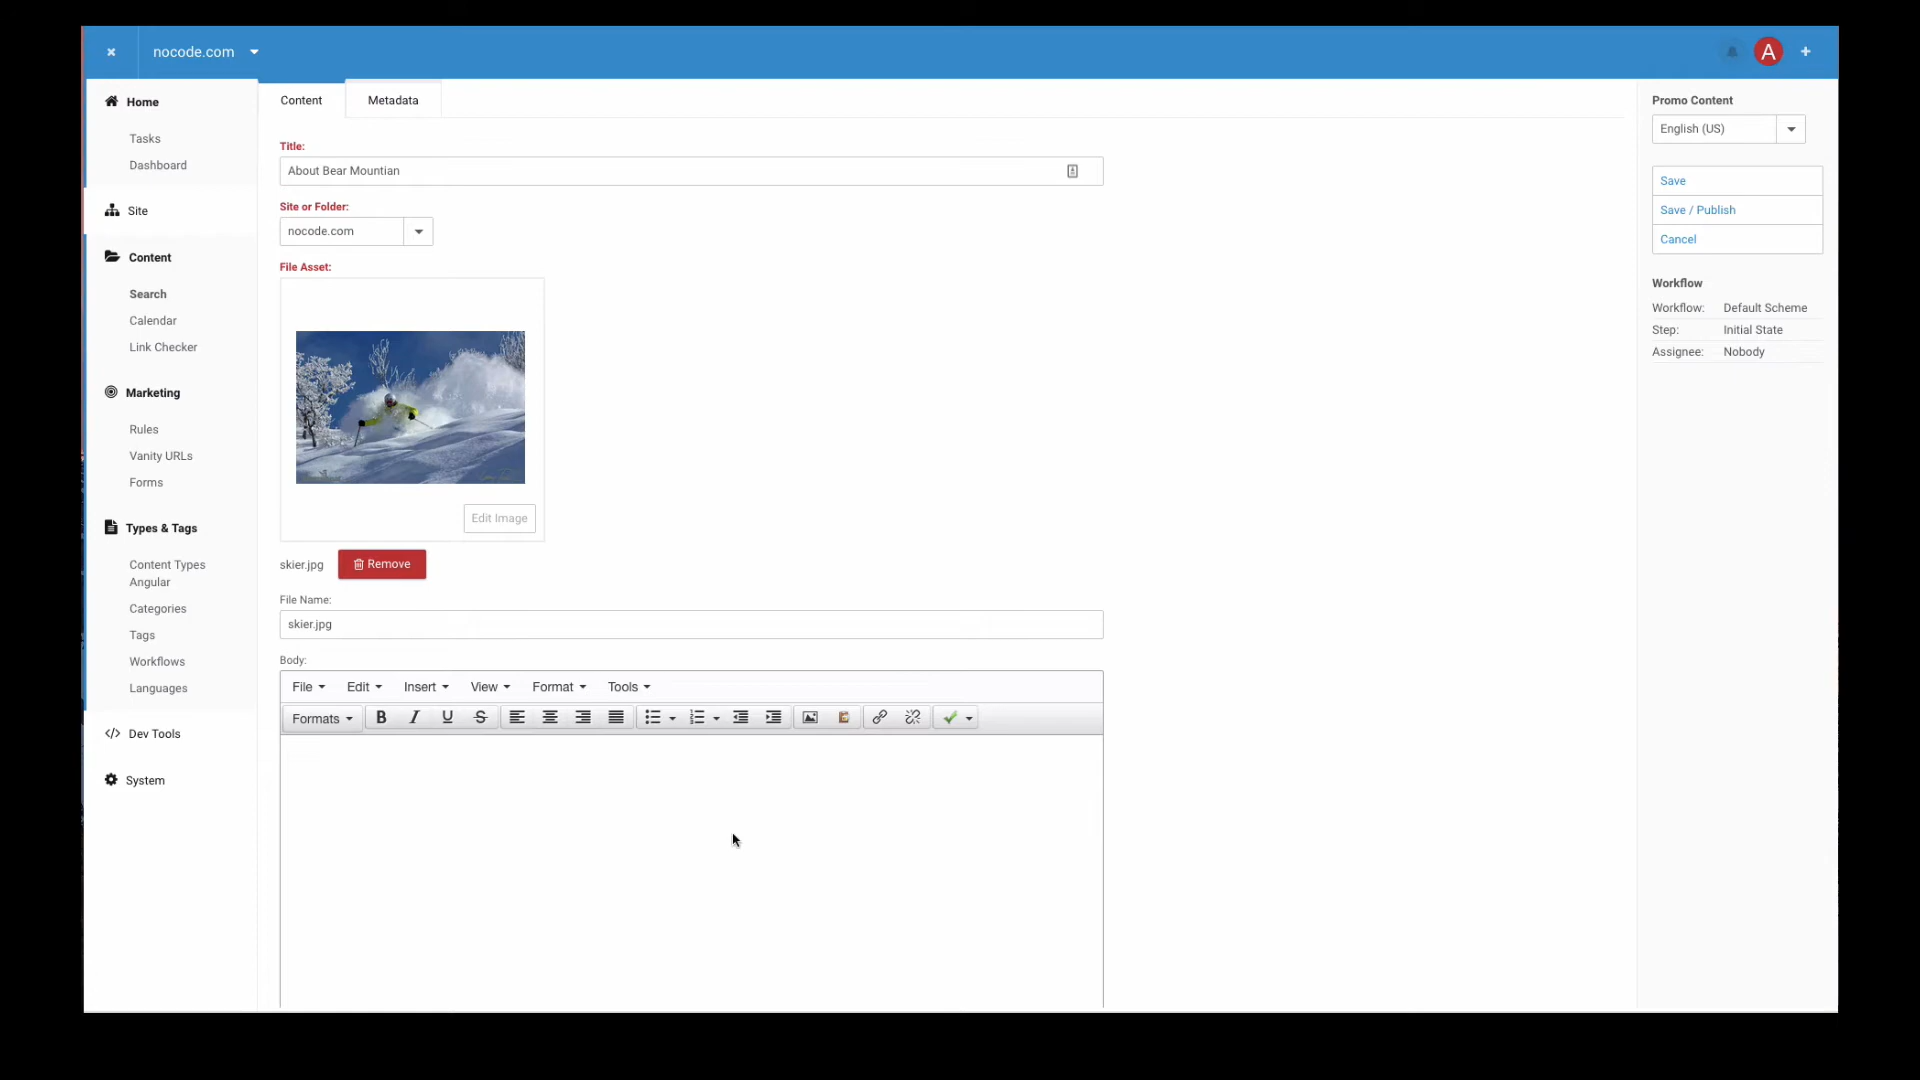 nocode.com
A
Home
Tasks
Dashboard
Site
Content
Search
Calendar
Link Checker
Marketing
Rules
Vanity URLs
Forms
Types & Tags
Content Types
Angular
Categories
Tags
Workflows
Languages
Dev Tools
System
Content
Metadata
Title:
About Bear Mountian
Site or Folder:
nocode.com
File Asset:
Edit Image
skier.jpg
Remove
File Name:
skier.jpg
Body:
File Edit Insert View Format Tools
Formats B I U S
Promo Content
English (US)
Save
Save / Publish
Cancel
Workflow
Workflow: Default Scheme
Step: Initial State
Assignee: Nobody